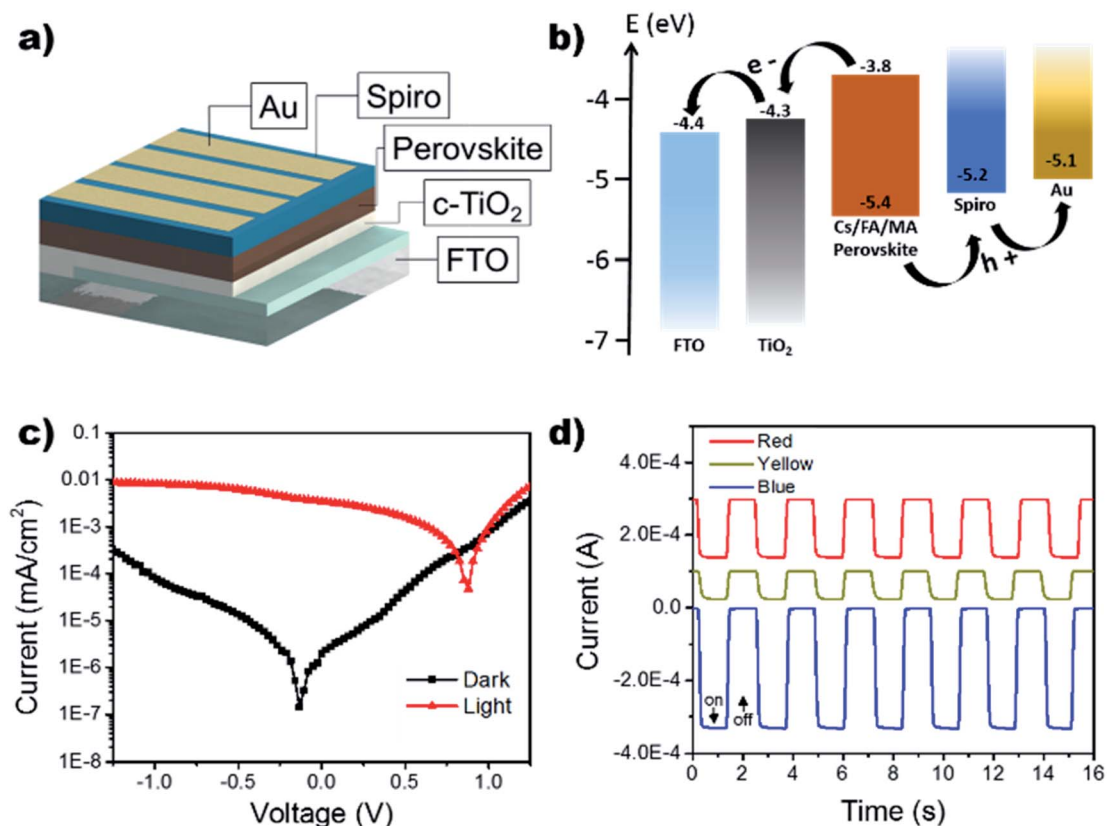 a)
Au
Spiro
Perovskite
c-TiO₂
FTO
b)
E (eV)
-4
-5
-6
-7
e -
-3.8
-4.3
-4.4
-5.4
-5.2
-5.1
Cs/FA/MA
Perovskite
Spiro
Au
h +
FTO
TiO₂
c)
0.1
0.01
1E-3
1E-4
1E-5
1E-6
1E-7
1E-8
Current (mA/cm²)
Dark
Light
-1.0 -0.5 0.0 0.5 1.0
Voltage (V)
d)
Red
Yellow
Blue
4.0E-4
2.0E-4
0.0
-2.0E-4
-4.0E-4
Current (A)
on
off
0 2 4 6 8 10 12 14 16
Time (s)